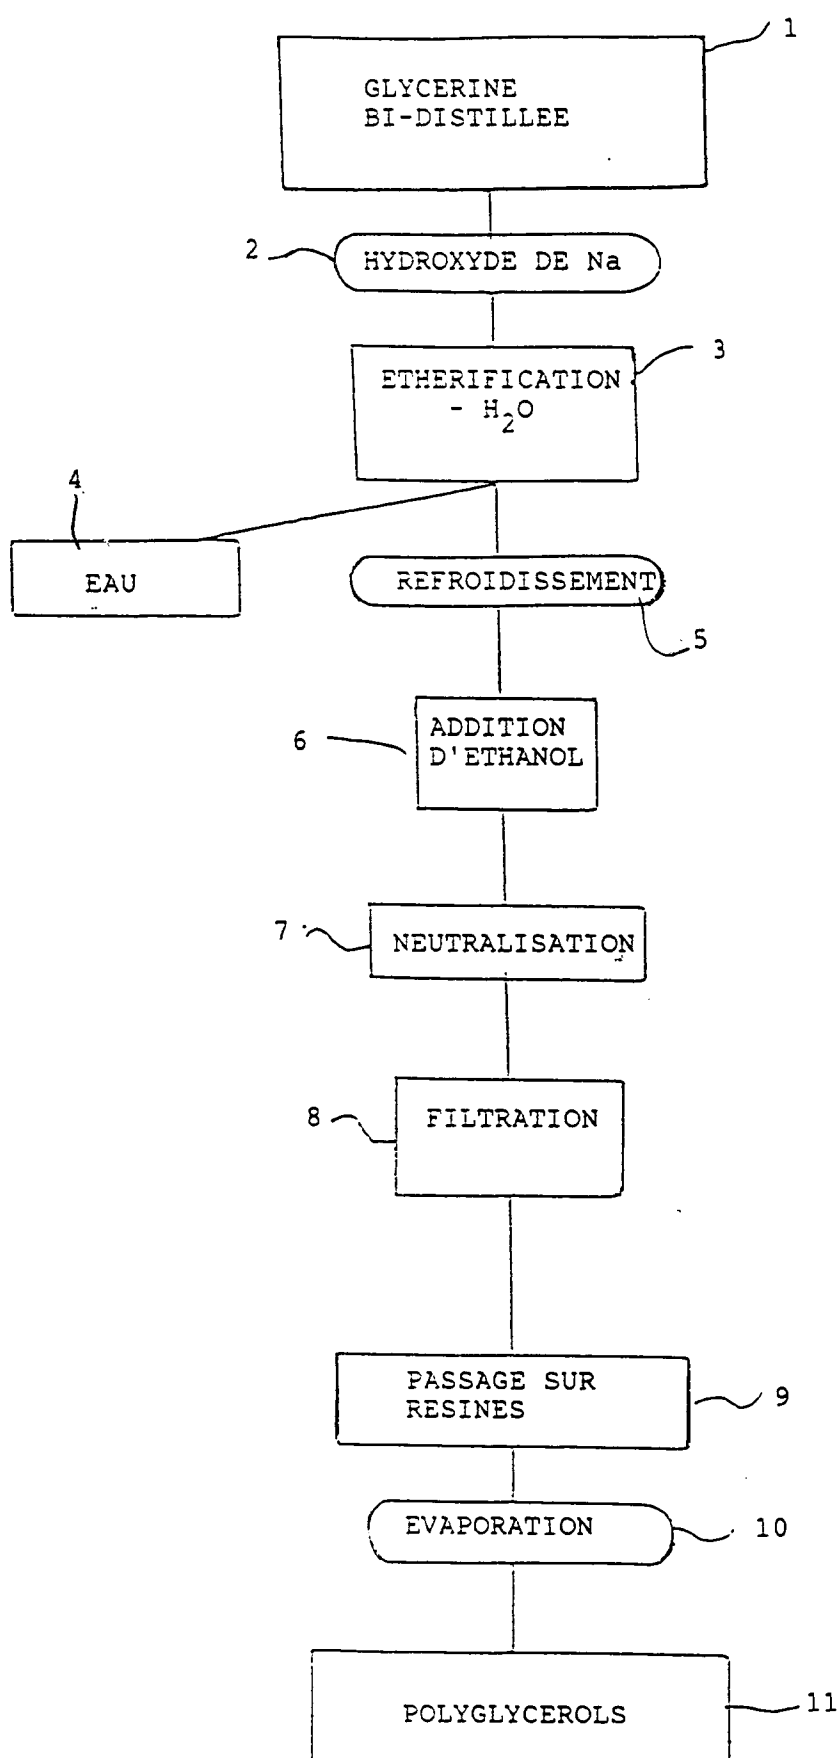 1
GLYCERINE
BI-DISTILLEE
2
HYDROXYDE DE Na
3
ETHERIFICATION
- H₂O
4
EAU
REFROIDISSEMENT
5
6
ADDITION
D'ETHANOL
7
NEUTRALISATION
8
FILTRATION
PASSAGE SUR
RESINES
9
EVAPORATION
10
POLYGLYCEROLS
11